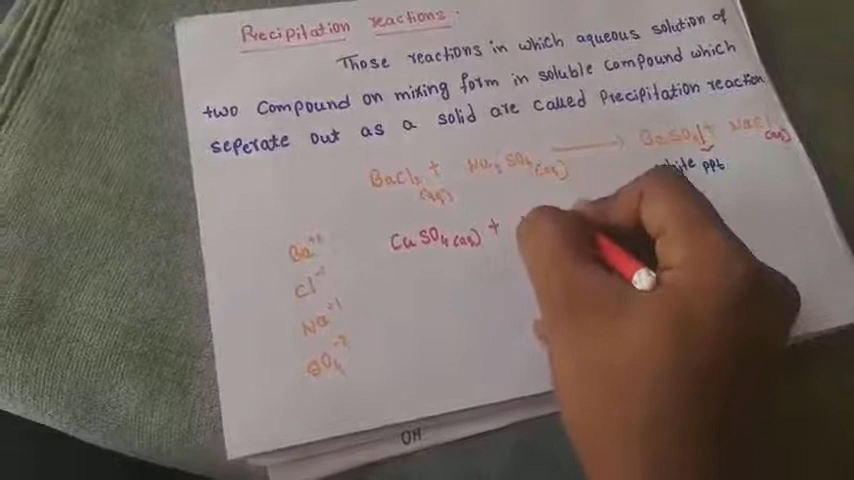 Precipitation reactions.
Those reactions in which aqueous solution of
two Compound on mixing form in soluble Compound which
seperate out as a solid are called Precipitation reaction
BaCl₂ (aq) + Na₂SO₄ (aq) → BaSO₄↓ + NaCl (aq)
ppt
CuSO₄(aq) +
Ba⁺²
Cl⁻¹
Na⁺¹
SO₄⁻²
OH